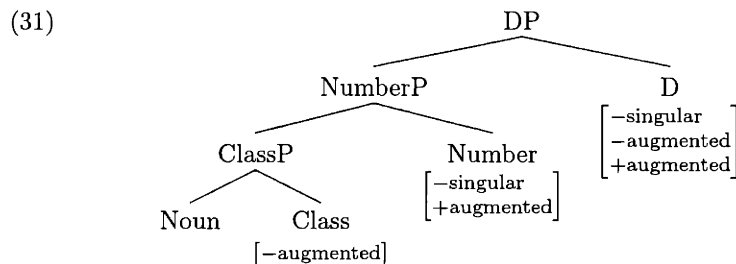 (31)
DP
NumberP
D
[−singular
−augmented
+augmented]
ClassP
Number
[−singular
+augmented]
Noun
Class
[−augmented]